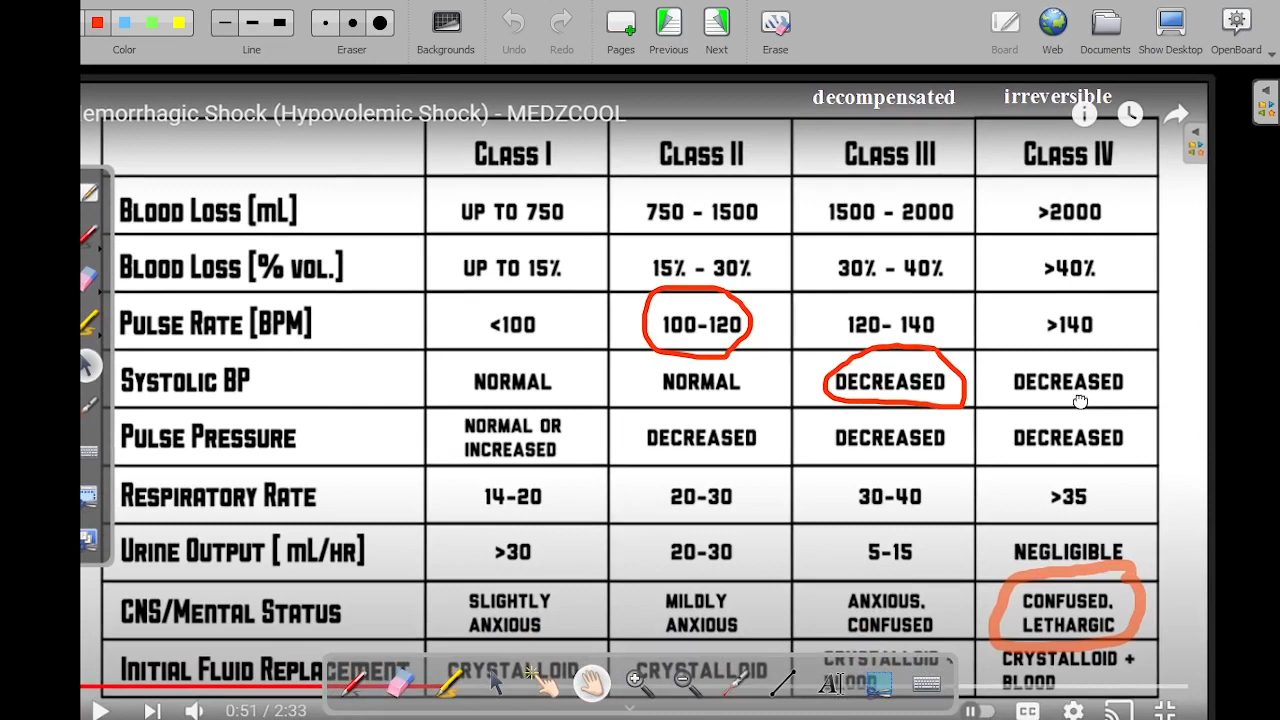 Color Line Eraser Backgrounds Undo Redo Pages Previous Next Erase Board Web Documents Show Desktop OpenBoard
decompensated irreversible
emorrhagic Shock (Hypovolemic Shock) - MEDZCOOL
CLASS I CLASS II CLASS III CLASS IV
BLOOD LOSS [mL] UP TO 750 750 - 1500 1500 - 2000 >2000
BLOOD LOSS [% VOL.] UP TO 15% 15% - 30% 30% - 40% >40%
PULSE RATE [BPM] <100 100-120 120- 140 >140
SYSTOLIC BP NORMAL NORMAL DECREASED DECREASED
PULSE PRESSURE NORMAL OR INCREASED DECREASED DECREASED DECREASED
RESPIRATORY RATE 14-20 20-30 30-40 >35
URINE OUTPUT [ mL/HR] >30 20-30 5-15 NEGLIGIBLE
CNS/MENTAL STATUS SLIGHTLY ANXIOUS MILDLY ANXIOUS ANXIOUS, CONFUSED CONFUSED, LETHARGIC
INITIAL FLUID REPLACEMENT CRYSTALLOID CRYSTALLOID CRYSTALLOID + BLOOD CRYSTALLOID + BLOOD
0:51 / 2:33 CC